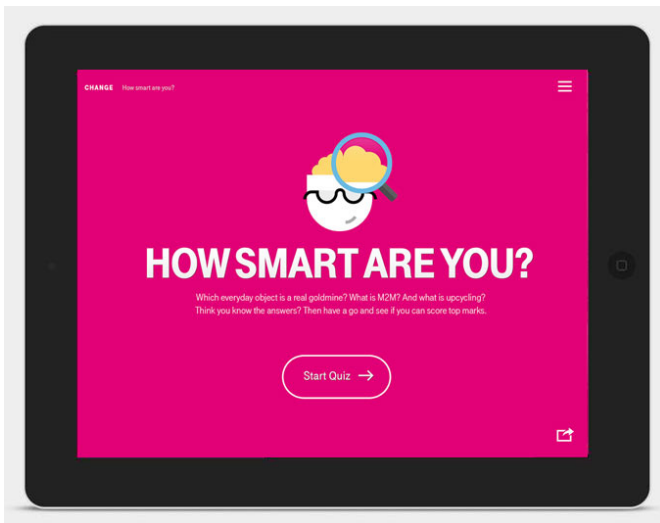 CHANGE How smart are you?
HOW SMART ARE YOU?
Which everyday object is a real goldmine? What is M2M? And what is upcycling?
Think you know the answers? Then have a go and see if you can score top marks.
Start Quiz